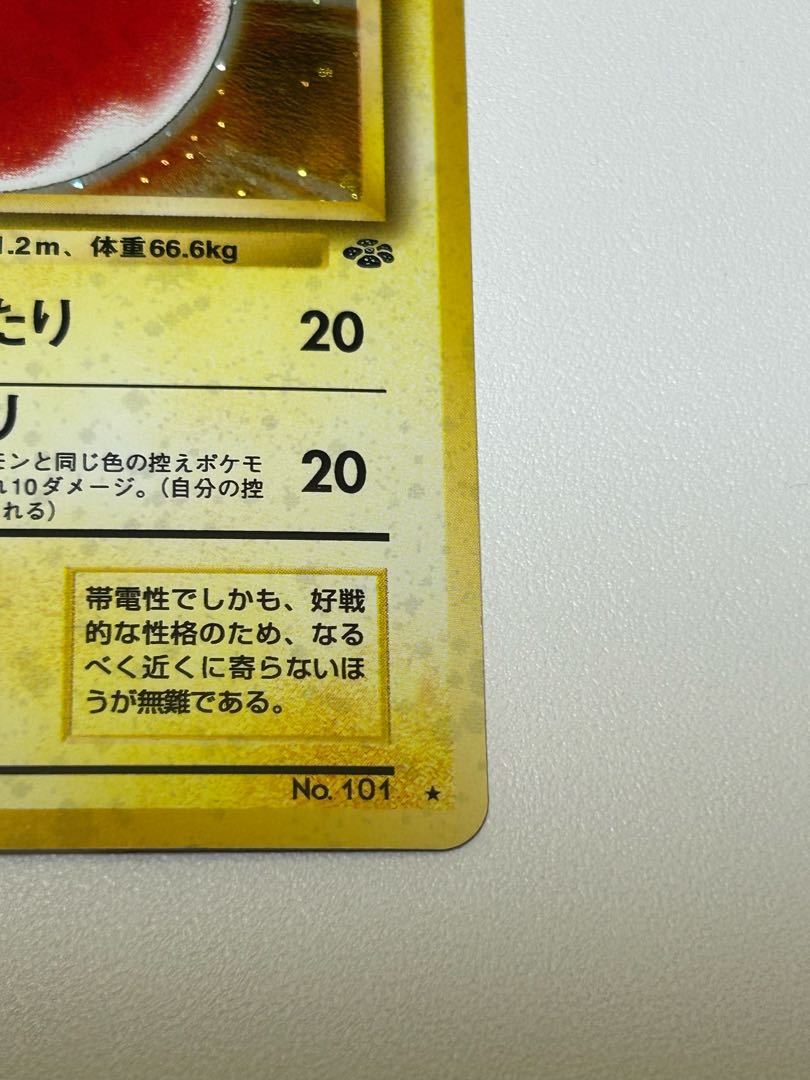 1.2m、体重66.6kg
たり 20
り
モンと同じ色の控えポケモ
れ10ダメージ。（自分の控 20
れる）
帯電性でしかも、好戦
的な性格のため、なる
べく近くに寄らないほ
うが無難である。
No. 101 ★